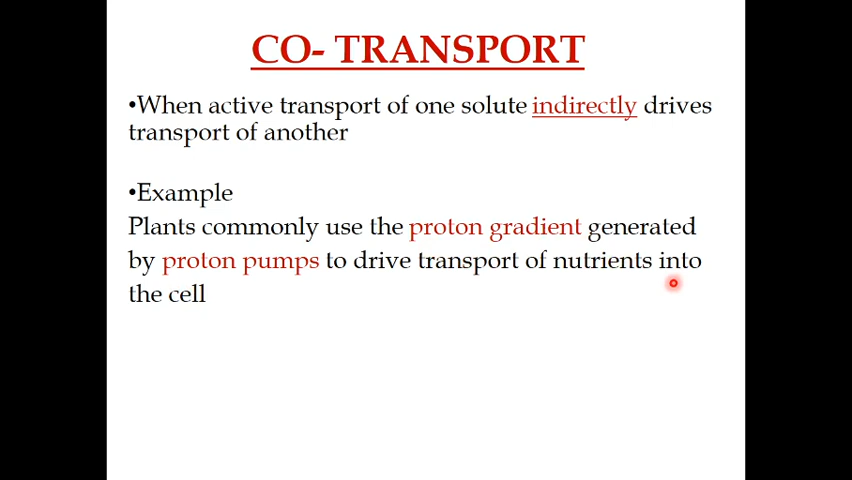 CO- TRANSPORT
•When active transport of one solute indirectly drives
transport of another
•Example
Plants commonly use the proton gradient generated
by proton pumps to drive transport of nutrients into
the cell